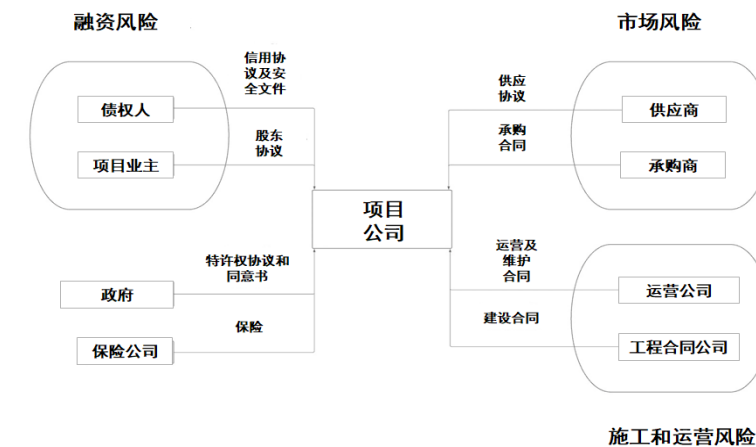 融资风险
市场风险
信用协
议及安
全文件
债权人
股东
协议
项目业主
供应
协议
供应商
承购
合同
承购商
项目
公司
特许权协议和
同意书
政府
保险
保险公司
运营及
维护
合同
运营公司
建设合同
工程合同公司
施工和运营风险